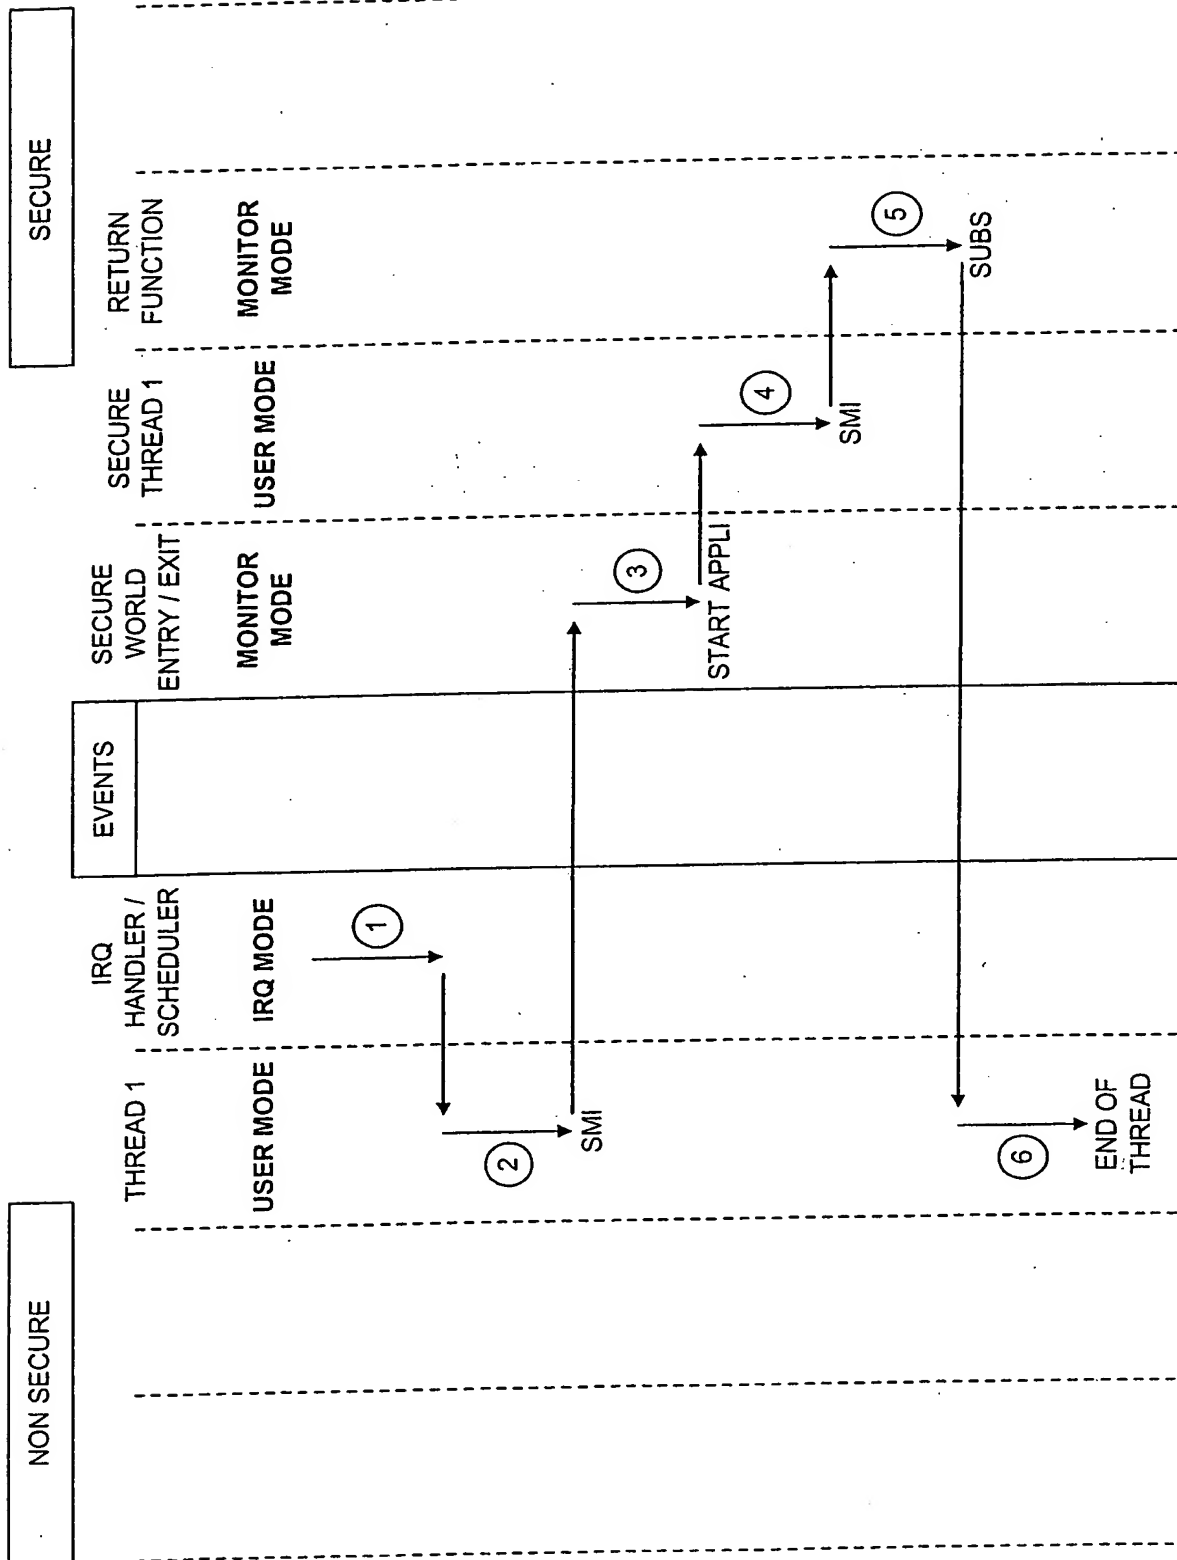 NON SECURE
SECURE
EVENTS
THREAD 1
USER MODE
IRQ
HANDLER /
SCHEDULER
IRQ MODE
SECURE
WORLD
ENTRY / EXIT
MONITOR
MODE
SECURE
THREAD 1
USER MODE
RETURN
FUNCTION
MONITOR
MODE
1
2
SMI
3
START APPLI
4
SMI
5
SUBS
6
END OF
THREAD